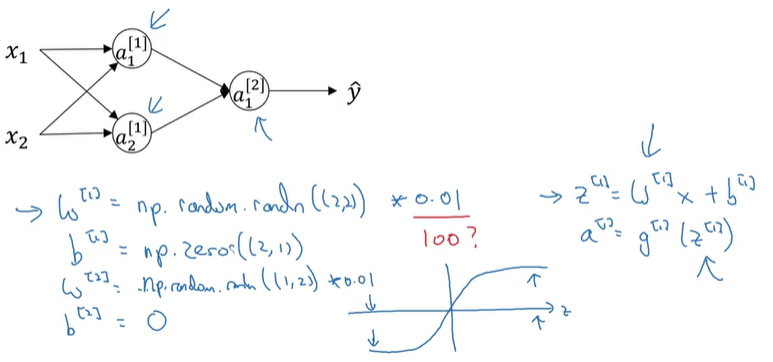 x₁
x₂
a₁^[1]
a₂^[1]
a₁^[2]
ŷ
→ W^[1] = np.random.randn((2,2)) * 0.01
100?
b^[1] = np.zeros((2,1))
W^[2] = np.random.randn((1,2)) * 0.01
b^[2] = 0
→ z^[1] = W^[1] x + b^[1]
a^[1] = g^[1](z^[1])
z